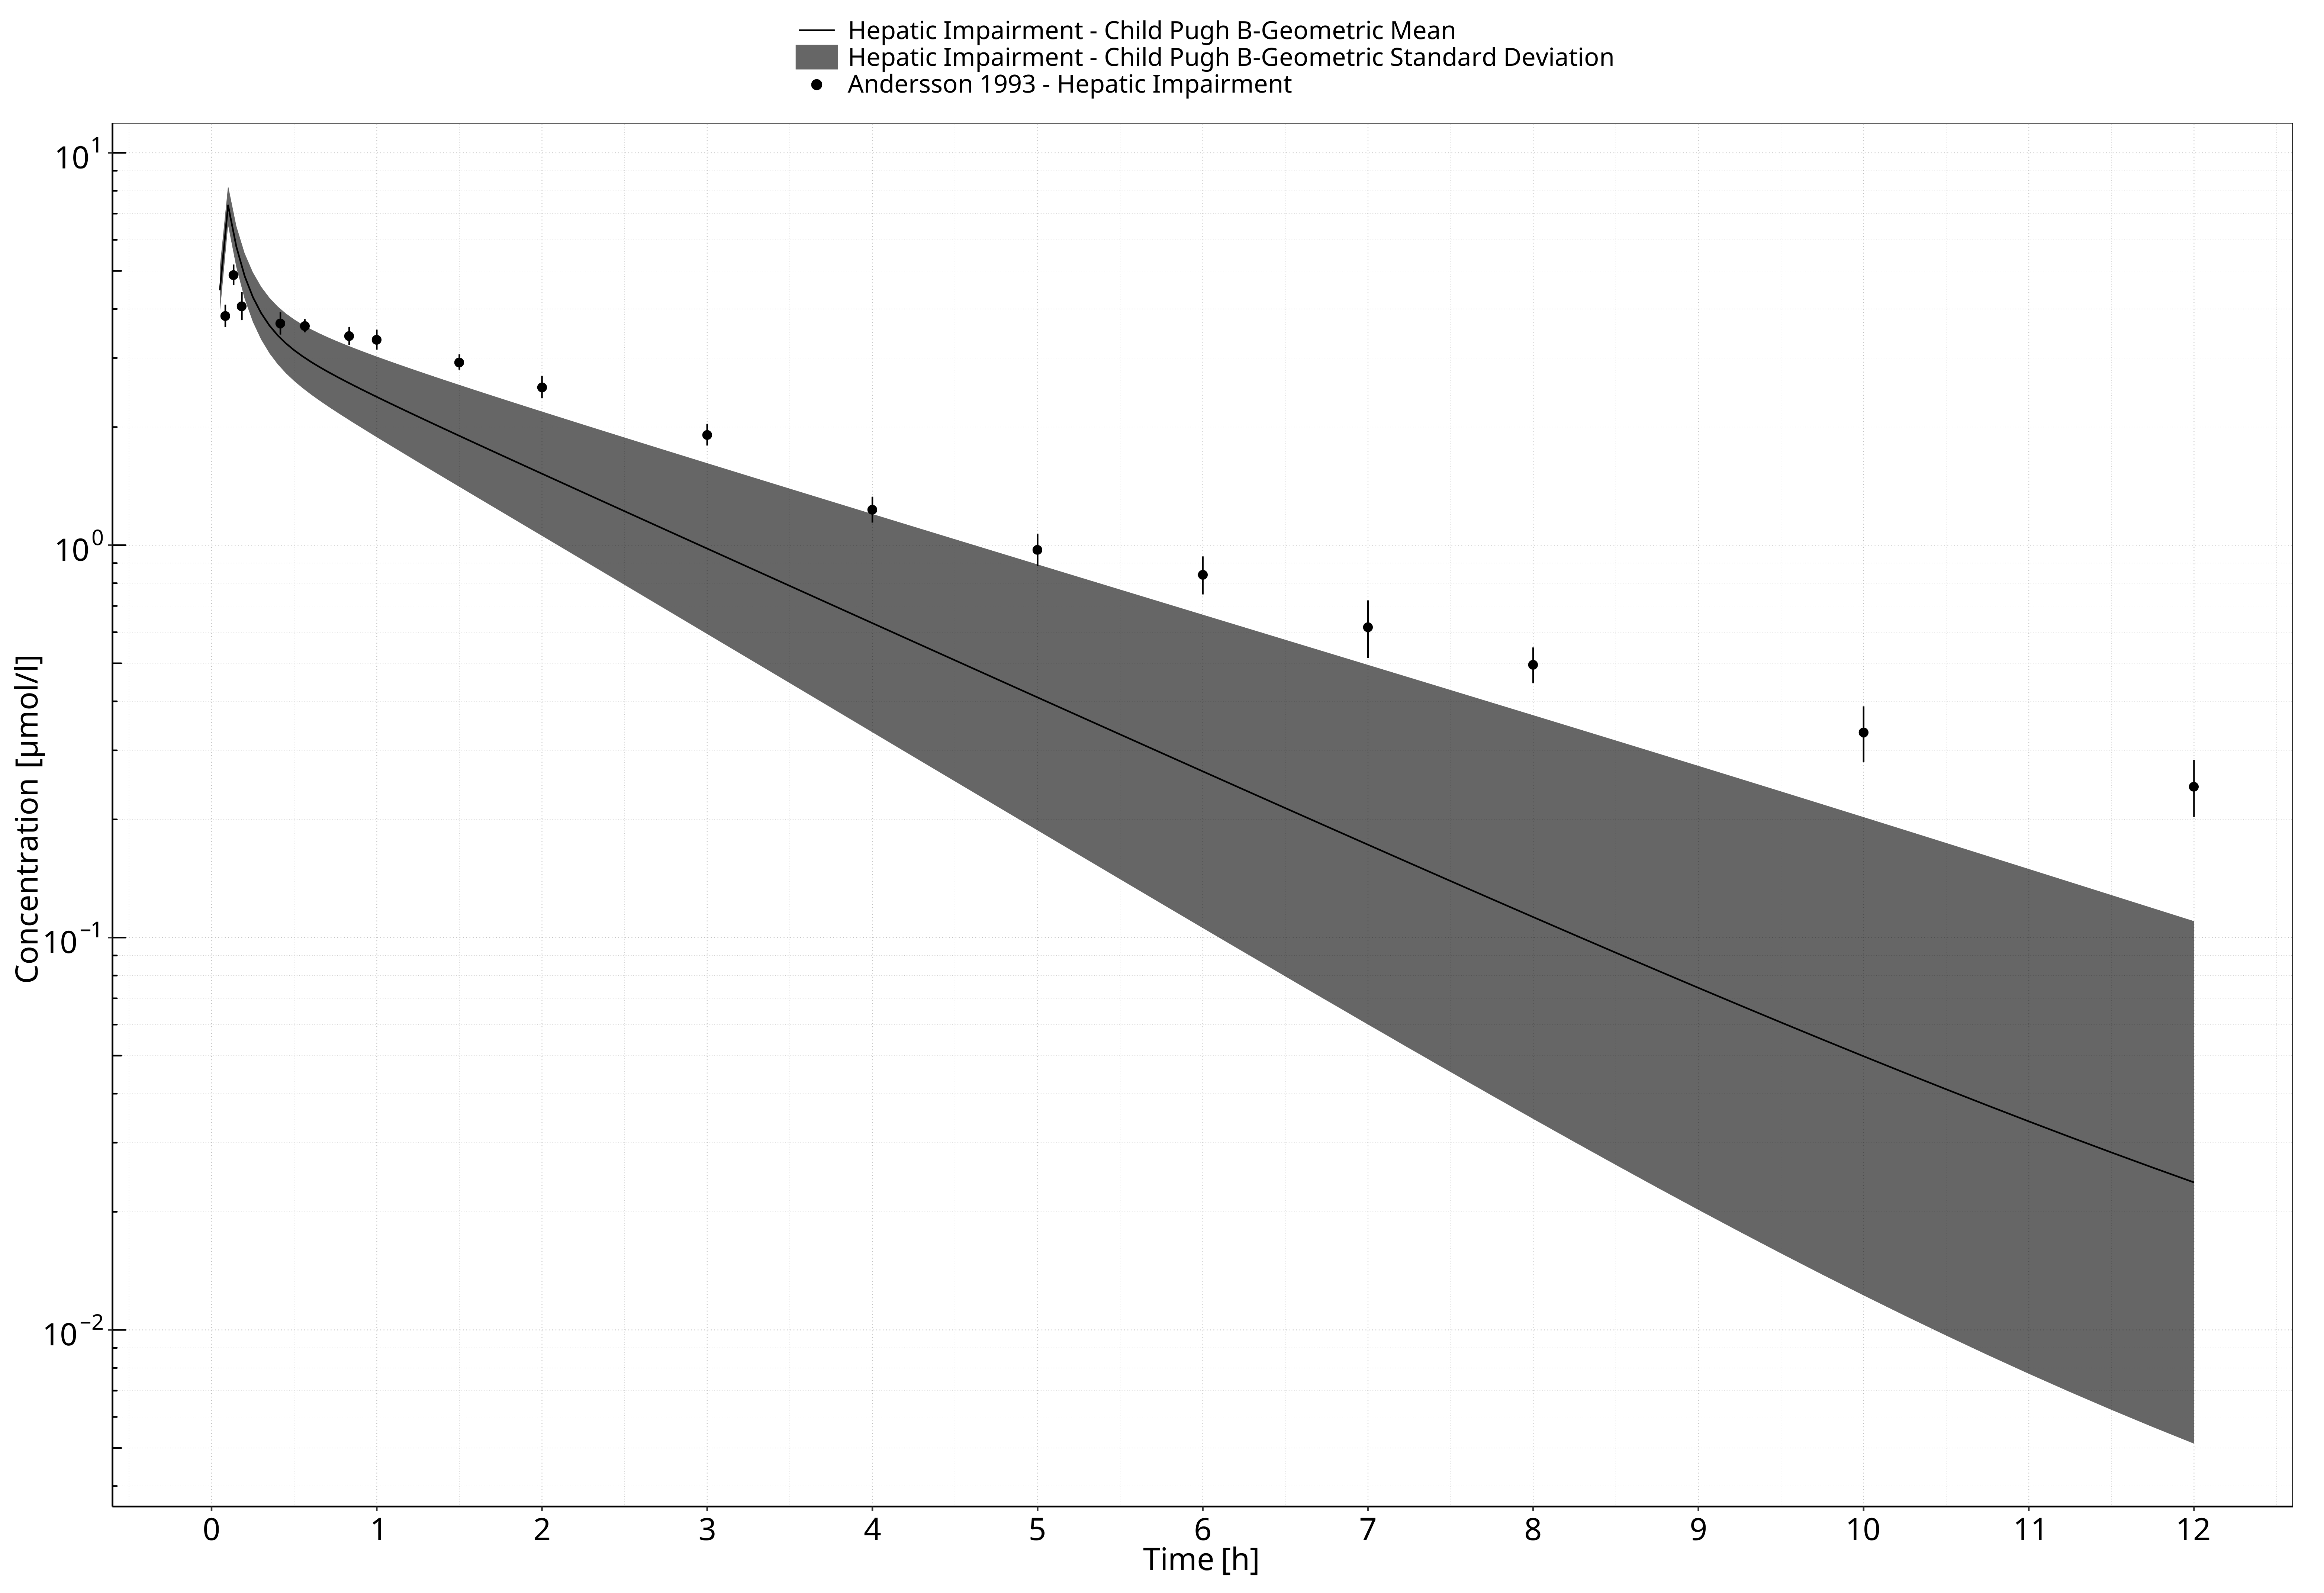 Hepatic Impairment - Child Pugh B-Geometric Mean
Hepatic Impairment - Child Pugh B-Geometric Standard Deviation
Andersson 1993 - Hepatic Impairment
10¹
10⁰
10⁻¹
10⁻²
Concentration [µmol/l]
0 1 2 3 4 5 6 7 8 9 10 11 12
Time [h]